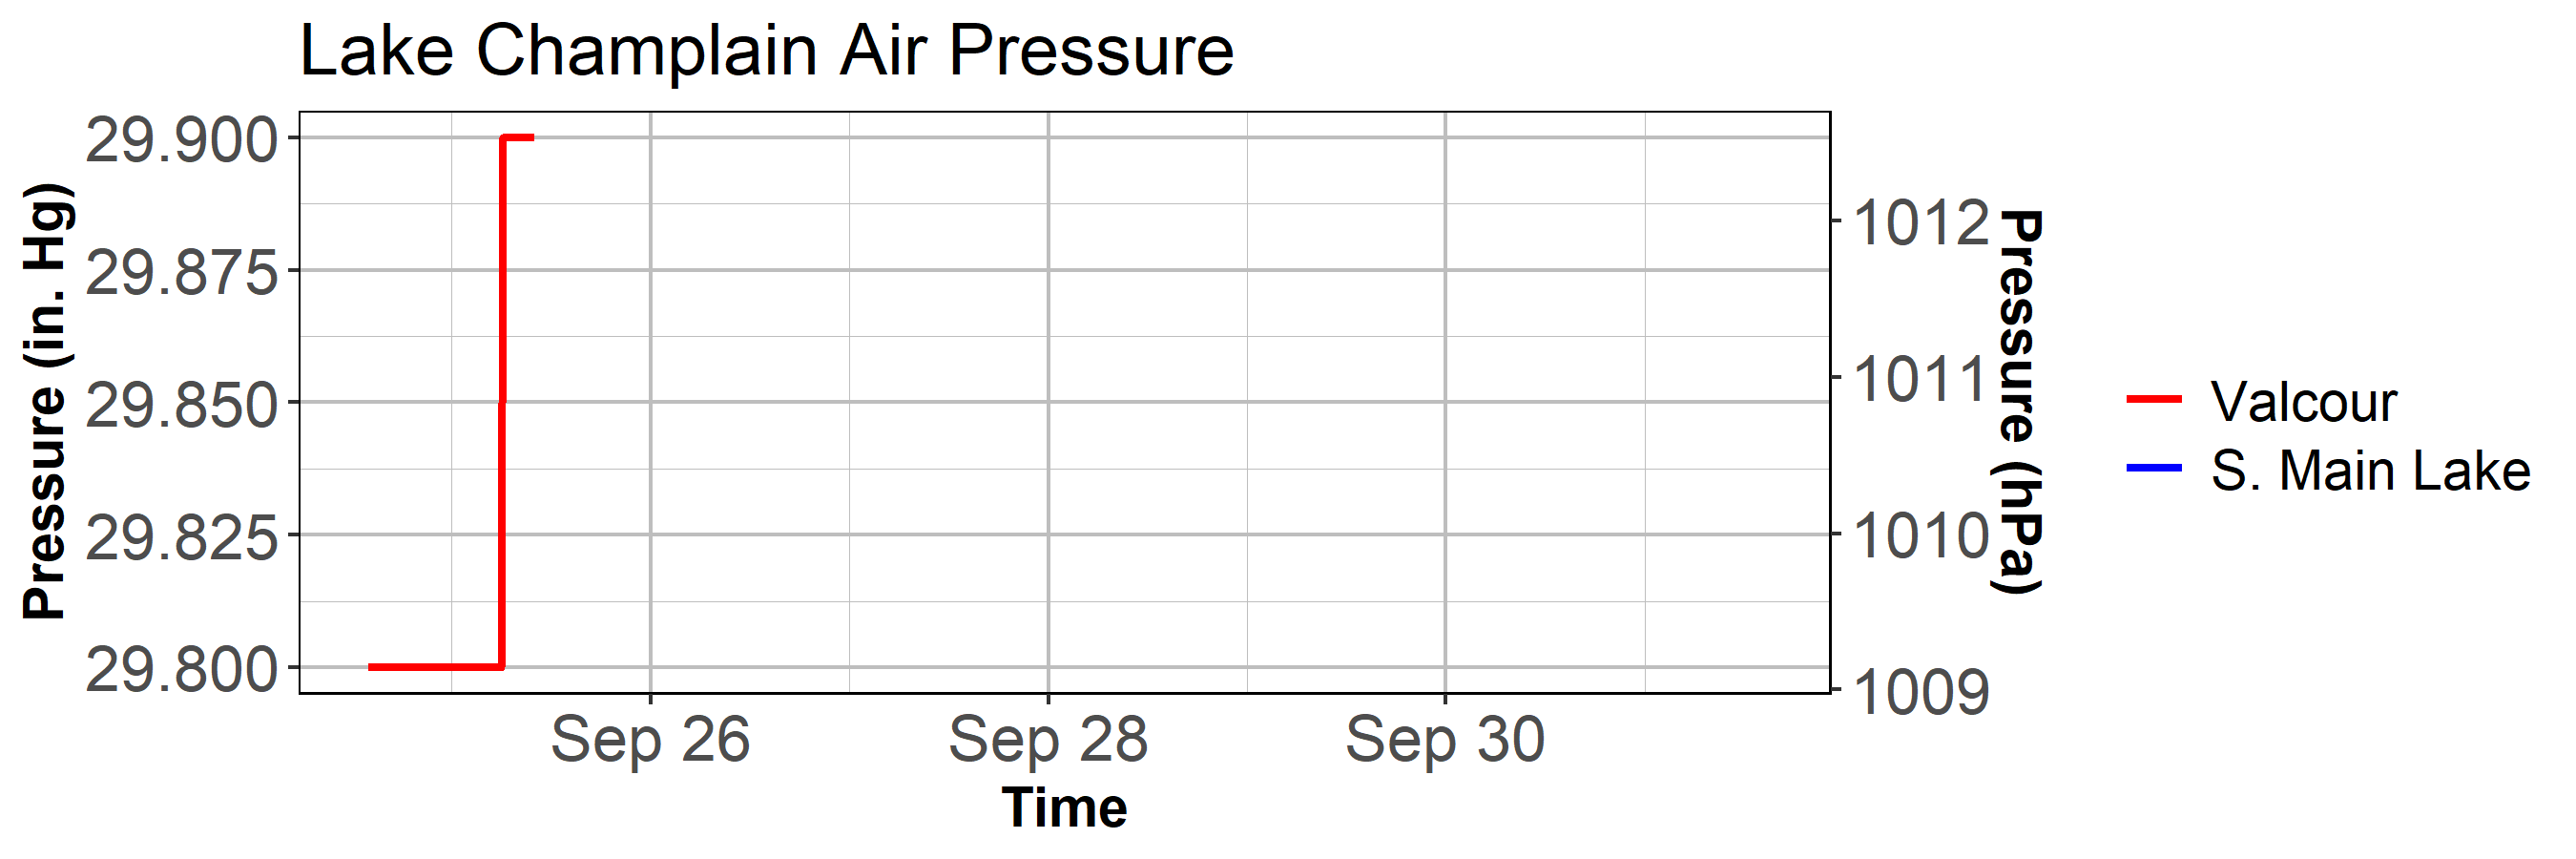 Lake Champlain Air Pressure
Pressure (in. Hg)
29.900
29.875
29.850
29.825
29.800
1012
1011
1010
1009
Pressure (hPa)
Valcour
S. Main Lake
Sep 26
Sep 28
Sep 30
Time